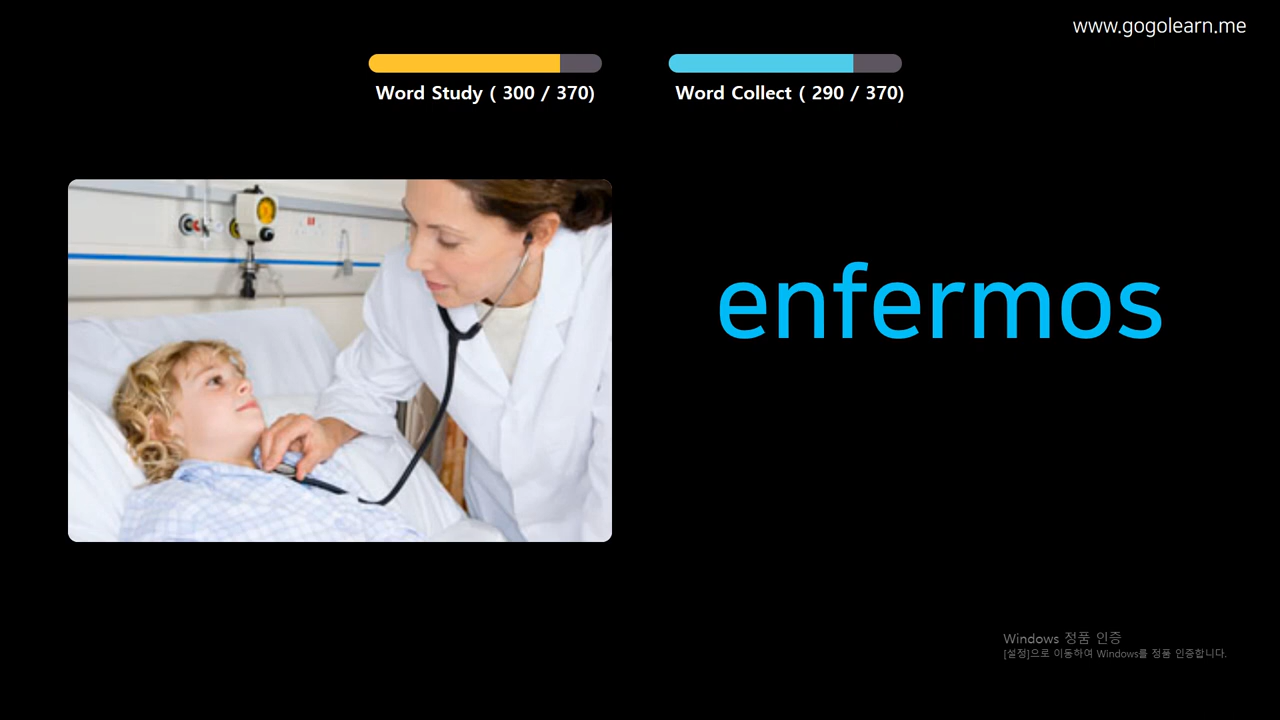 www.gogolearn.me
Word Study ( 300 / 370)
Word Collect ( 290 / 370)
enfermos
Windows 정품 인증
[설정]으로 이동하여 Windows를 정품 인증합니다.